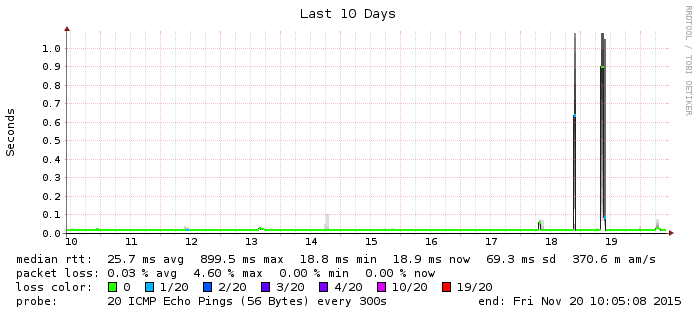 Last 10 Days
RRDTOOL / TOBI OETIKER
Seconds
1.0
0.9
0.8
0.7
0.6
0.5
0.4
0.3
0.2
0.1
0.0
10 11 12 13 14 15 16 17 18 19
median rtt: 25.7 ms avg 899.5 ms max 18.8 ms min 18.9 ms now 69.3 ms sd 370.6 m am/s
packet loss: 0.03 % avg 4.60 % max 0.00 % min 0.00 % now
loss color: 0 1/20 2/20 3/20 4/20 10/20 19/20
probe: 20 ICMP Echo Pings (56 Bytes) every 300s end: Fri Nov 20 10:05:08 2015